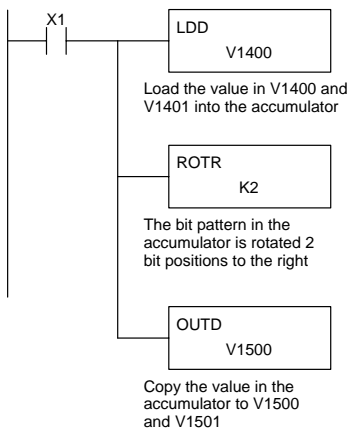 X1
LDD
V1400
Load the value in V1400 and
V1401 into the accumulator
ROTR
K2
The bit pattern in the
accumulator is rotated 2
bit positions to the right
OUTD
V1500
Copy the value in the
accumulator to V1500
and V1501